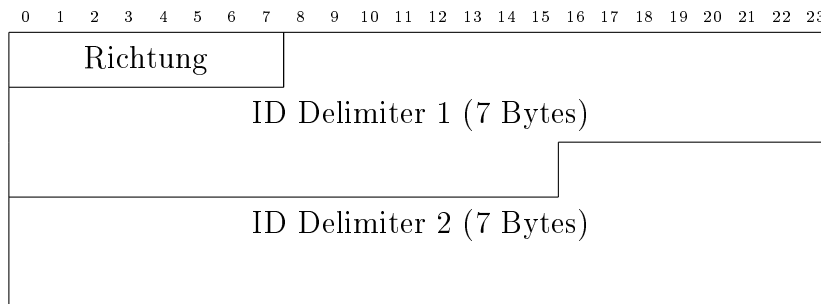 0 1 2 3 4 5 6 7 8 9 10 11 12 13 14 15 16 17 18 19 20 21 22 23
Richtung
ID Delimiter 1 (7 Bytes)
ID Delimiter 2 (7 Bytes)